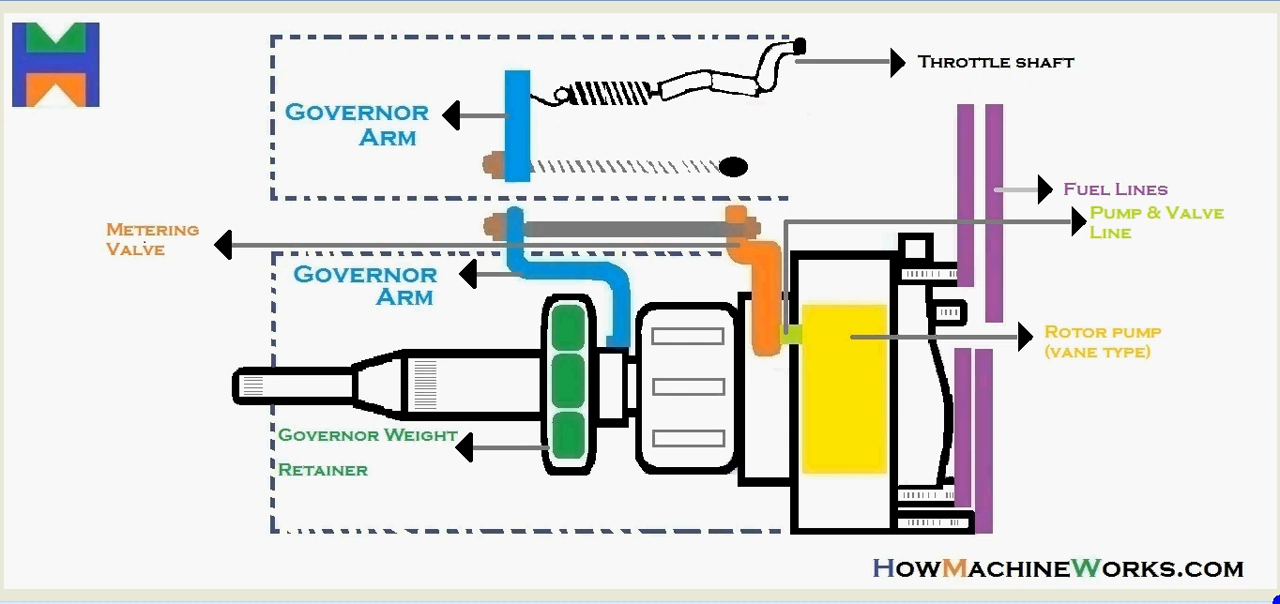 Throttle shaft
Governor
Arm
Fuel Lines
Pump & Valve
Line
Metering
Valve
Governor
Arm
Rotor pump
(vane type)
Governor Weight
Retainer
HowMachineWorks.com